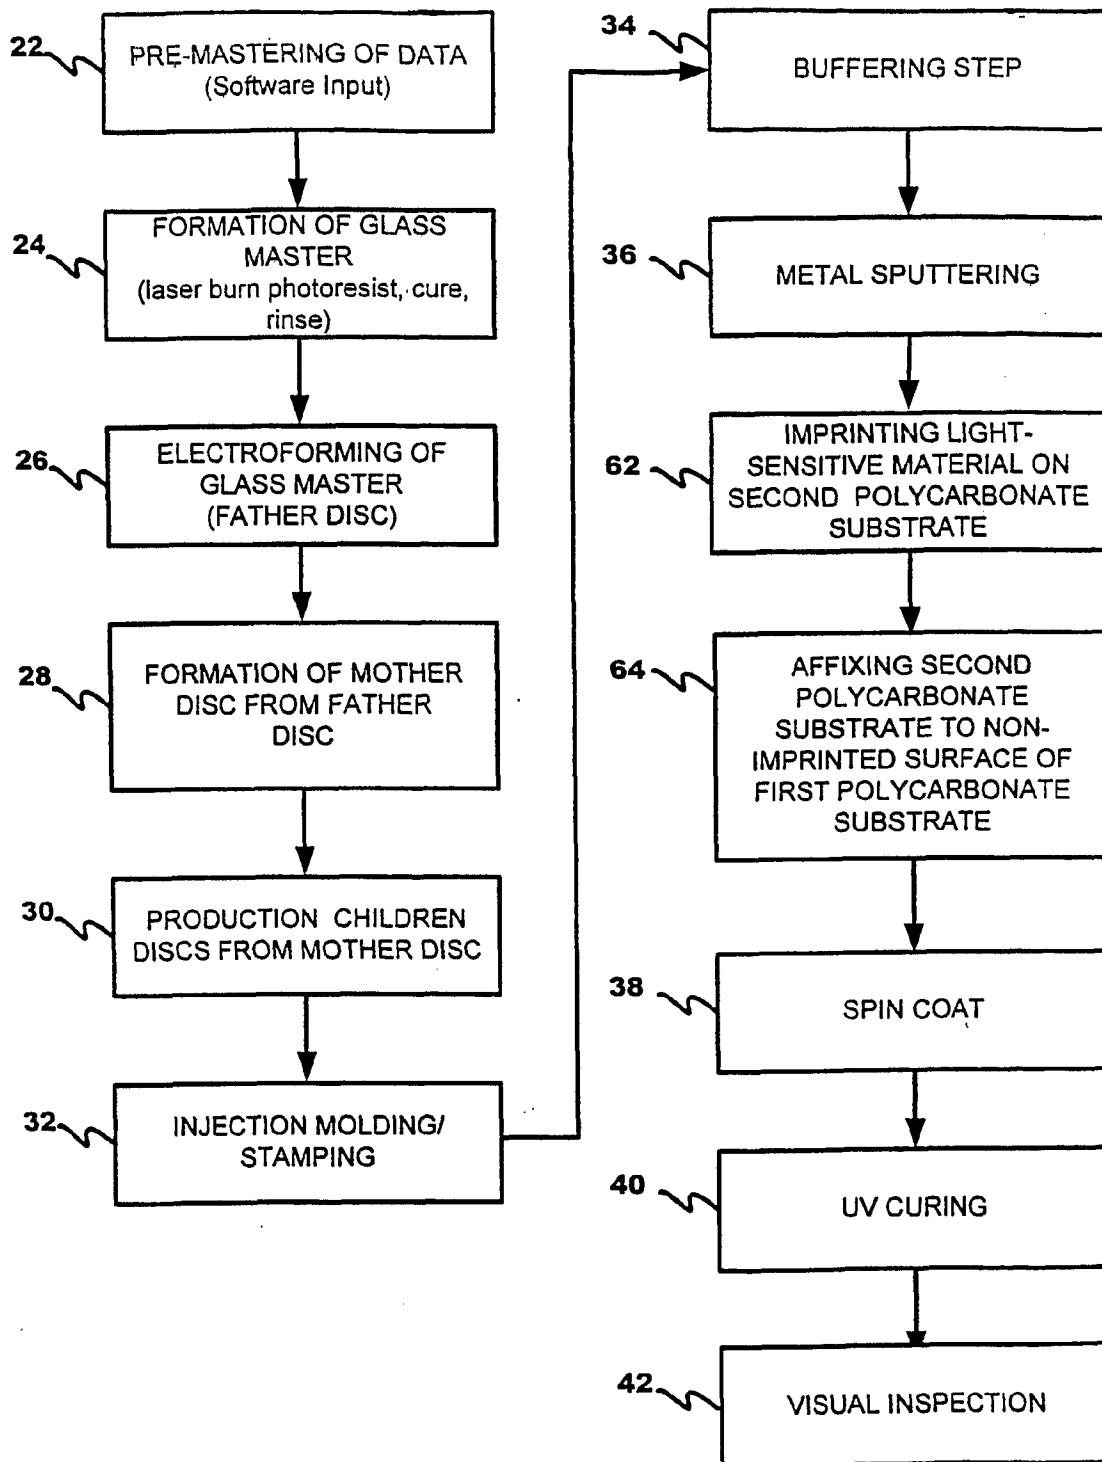 22
PRE-MASTERING OF DATA
(Software Input)
24
FORMATION OF GLASS
MASTER
(laser burn photoresist, cure,
rinse)
26
ELECTROFORMING OF
GLASS MASTER
(FATHER DISC)
28
FORMATION OF MOTHER
DISC FROM FATHER
DISC
30
PRODUCTION CHILDREN
DISCS FROM MOTHER DISC
32
INJECTION MOLDING/
STAMPING
34
BUFFERING STEP
36
METAL SPUTTERING
62
IMPRINTING LIGHT-
SENSITIVE MATERIAL ON
SECOND POLYCARBONATE
SUBSTRATE
64
AFFIXING SECOND
POLYCARBONATE
SUBSTRATE TO NON-
IMPRINTED SURFACE OF
FIRST POLYCARBONATE
SUBSTRATE
38
SPIN COAT
40
UV CURING
42
VISUAL INSPECTION